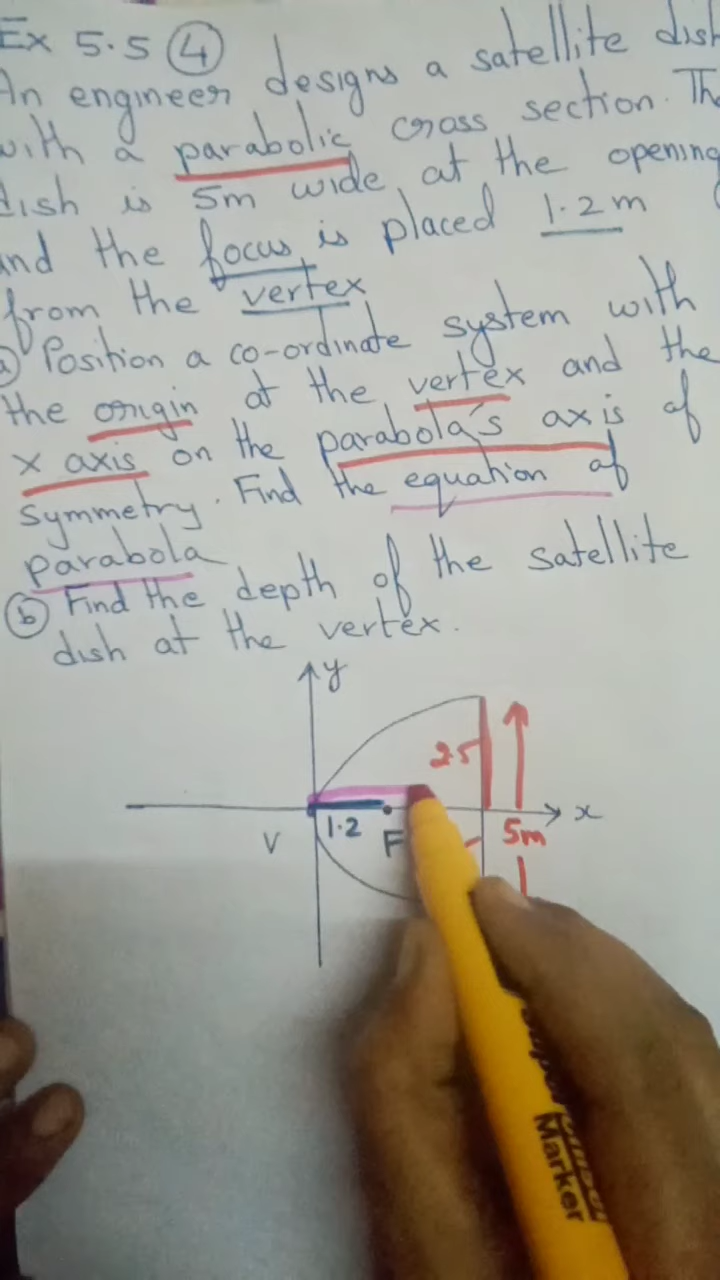 Ex 5.5 ④
An engineer designs a satellite dish
with a parabolic cross section. The
dish is 5m wide at the opening
and the focus is placed 1.2m
from the vertex
ⓐ Position a co-ordinate system with
the origin at the vertex and the
x axis on the parabola's axis of
symmetry. Find the equation of
parabola
ⓑ Find the depth of the satellite
dish at the vertex.
y
2.5
x
V
1.2
F
5m
Marker